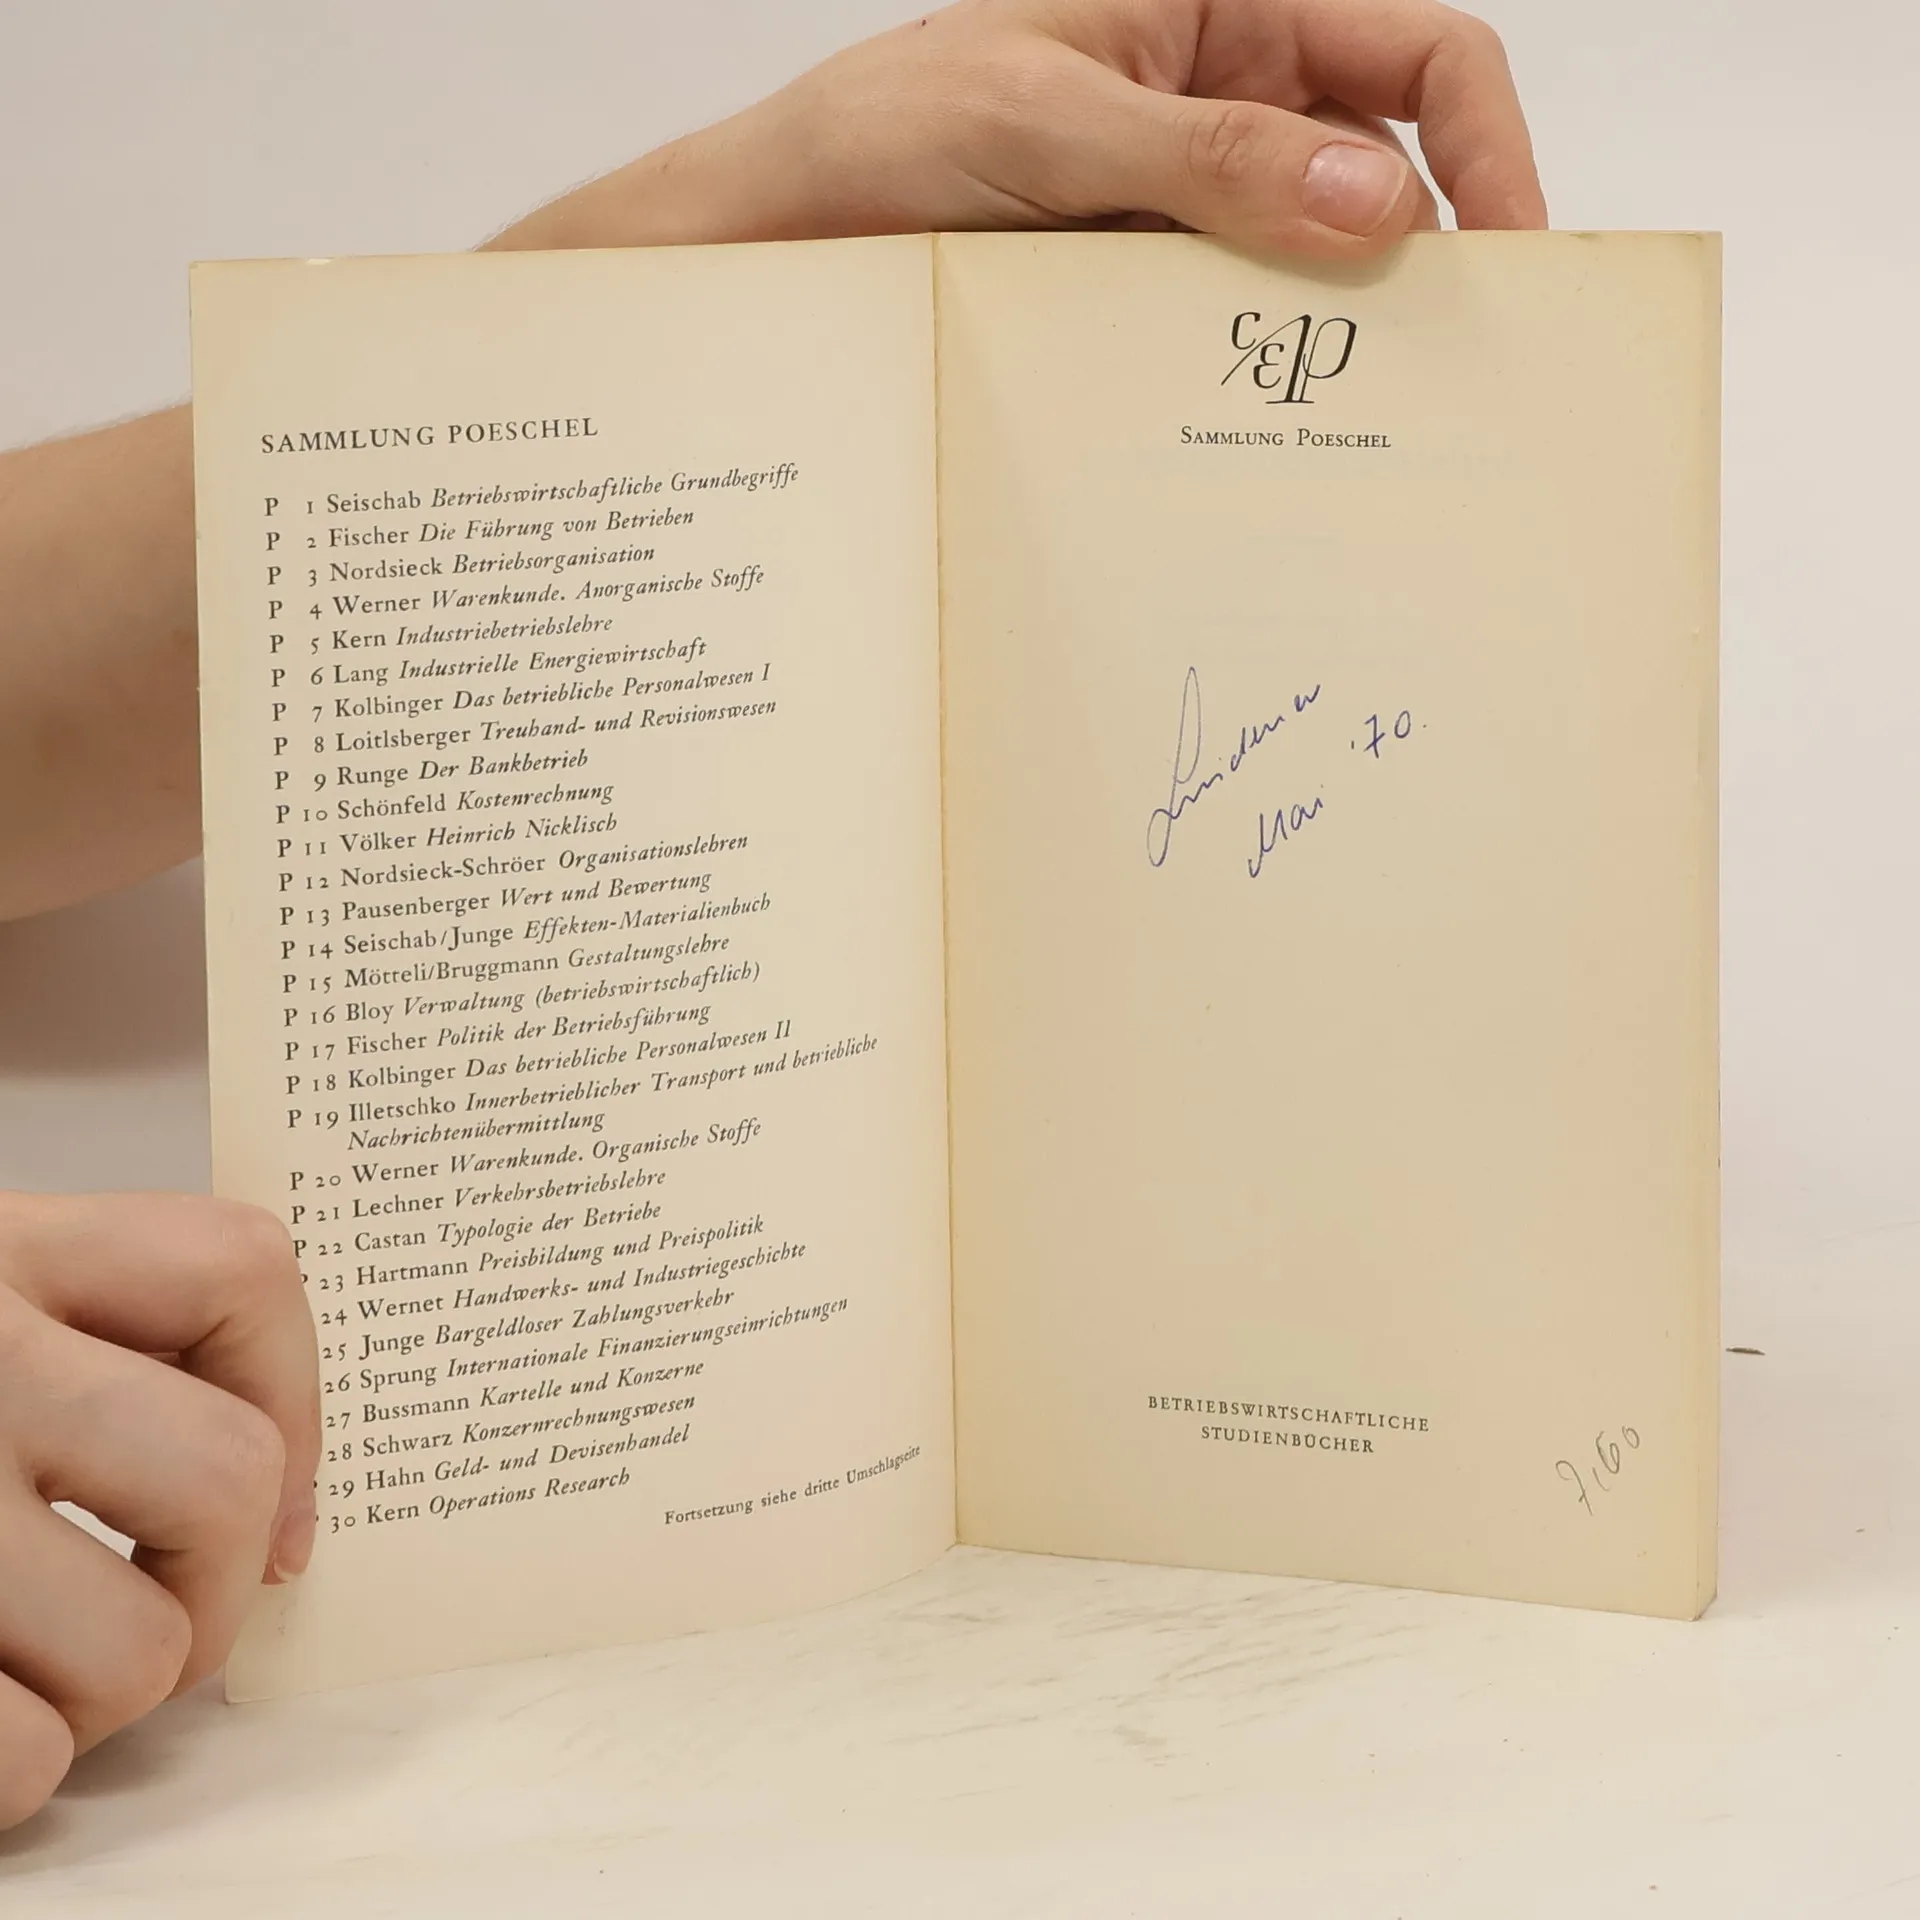 SAMMLUNG POESCHEL
P 1 Seischab Betriebswirtschaftliche Grundbegriffe
P 2 Fischer Die Führung von Betrieben
P 3 Nordsieck Betriebsorganisation
P 4 Werner Warenkunde. Anorganische Stoffe
P 5 Kern Industriebetriebslehre
P 6 Lang Industrielle Energiewirtschaft
P 7 Kolbinger Das betriebliche Personalwesen I
P 8 Loitlsberger Treuhand- und Revisionswesen
P 9 Runge Der Bankbetrieb
P 10 Schönfeld Kostenrechnung
P 11 Völker Heinrich Nicklisch
P 12 Nordsieck-Schröer Organisationslehren
P 13 Pausenberger Wert und Bewertung
P 14 Seischab/Junge Effekten-Materialienbuch
P 15 Mötteli/Bruggmann Gestaltungslehre
P 16 Bloy Verwaltung (betriebswirtschaftlich)
P 17 Fischer Politik der Betriebsführung
P 18 Kolbinger Das betriebliche Personalwesen II
P 19 Illetschko Innerbetrieblicher Transport und betriebliche
Nachrichtenübermittlung
P 20 Werner Warenkunde. Organische Stoffe
P 21 Lechner Verkehrsbetriebslehre
P 22 Castan Typologie der Betriebe
P 23 Hartmann Preisbildung und Preispolitik
24 Wernet Handwerks- und Industriegeschichte
25 Junge Bargeldloser Zahlungsverkehr
26 Sprung Internationale Finanzierungseinrichtungen
27 Bussmann Kartelle und Konzerne
28 Schwarz Konzernrechnungswesen
29 Hahn Geld- und Devisenhandel
30 Kern Operations Research
Fortsetzung siehe dritte Umschlagseite
CEP
SAMMLUNG POESCHEL
Mai '70.
BETRIEBSWIRTSCHAFTLICHE
STUDIENBÜCHER
7,60